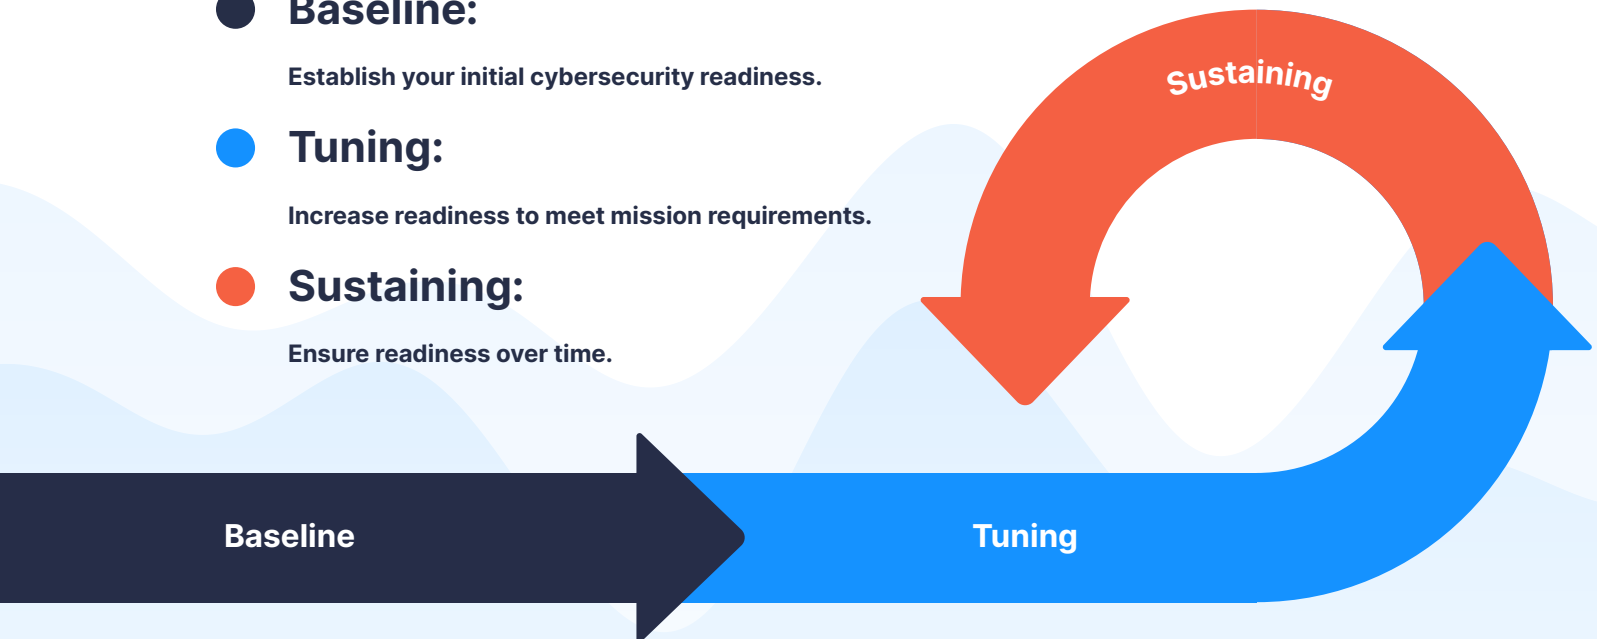 Baseline:
Establish your initial cybersecurity readiness.
Tuning:
Increase readiness to meet mission requirements.
Sustaining:
Ensure readiness over time.
Sustaining
Baseline
Tuning